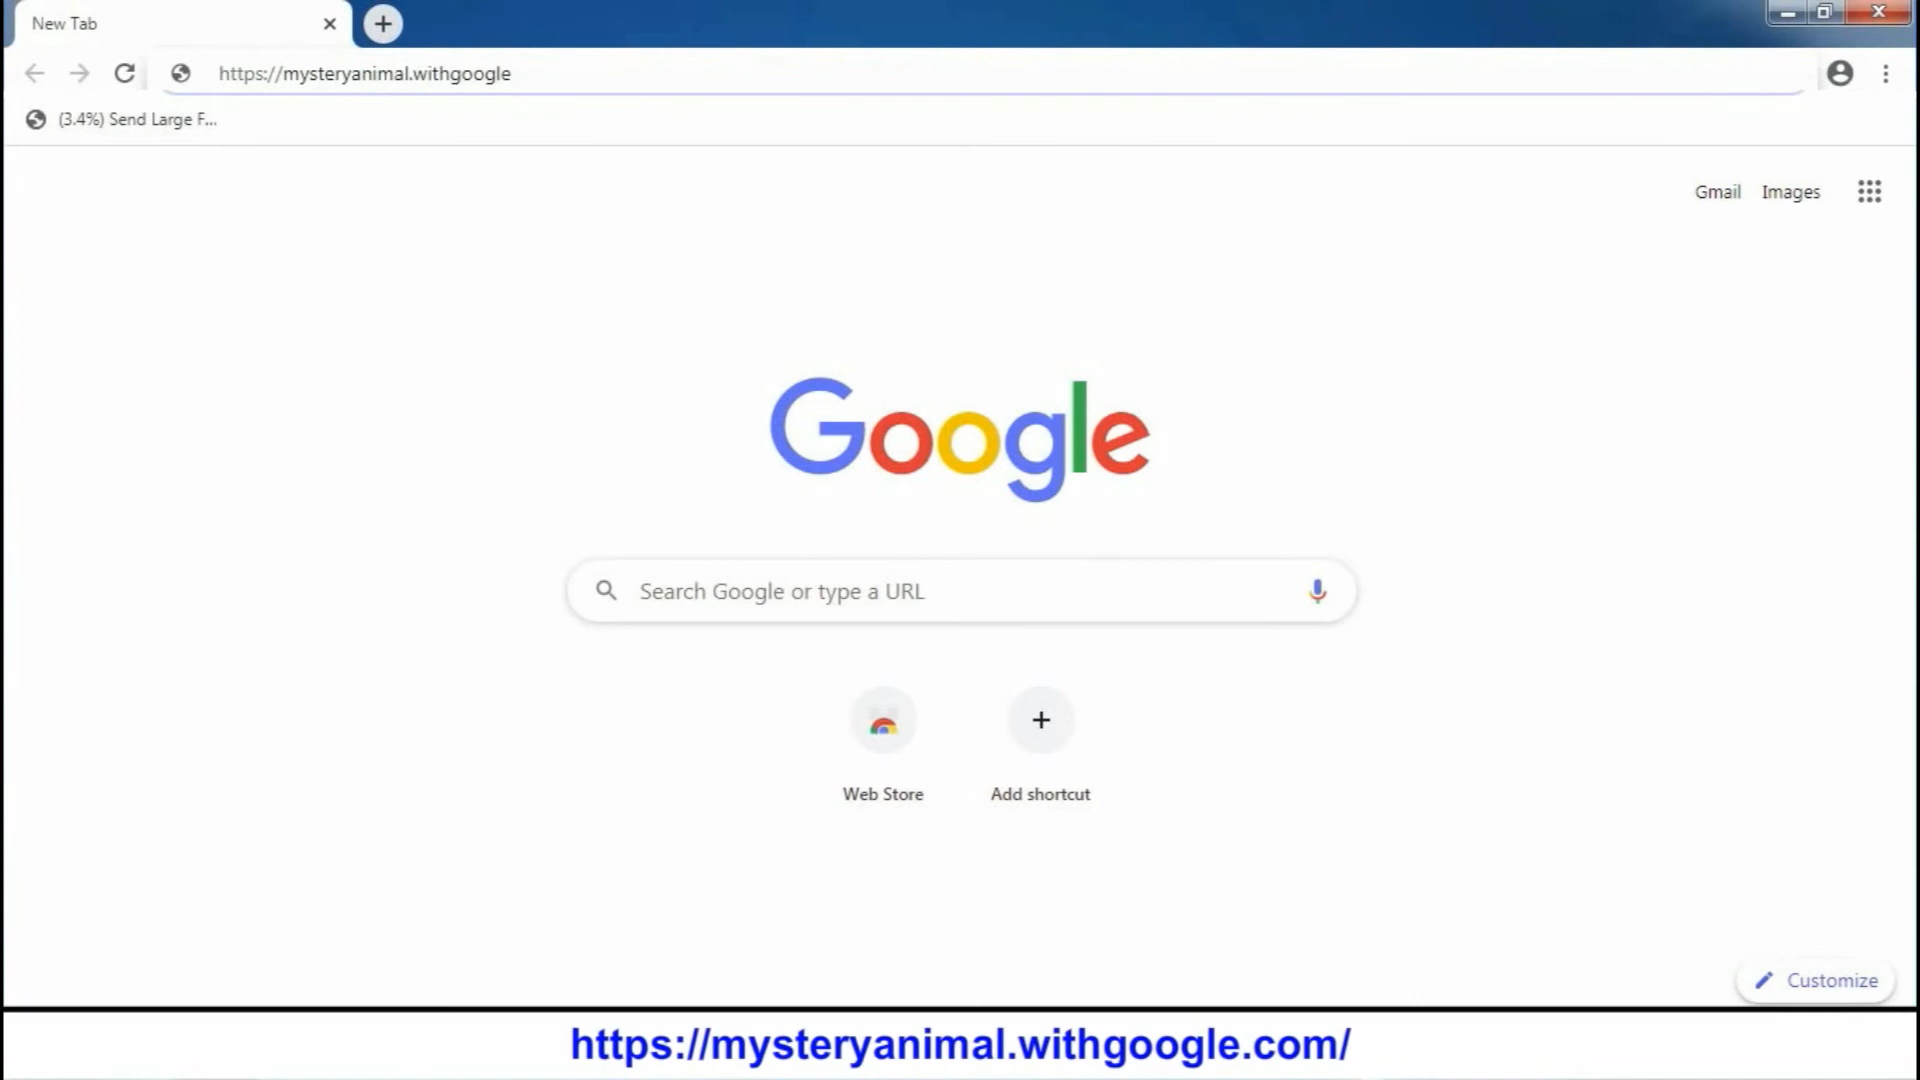 New Tab
https://mysteryanimal.withgoogle
(3.4%) Send Large F...
Gmail Images
Google
Search Google or type a URL
Web Store Add shortcut
Customize
https://mysteryanimal.withgoogle.com/